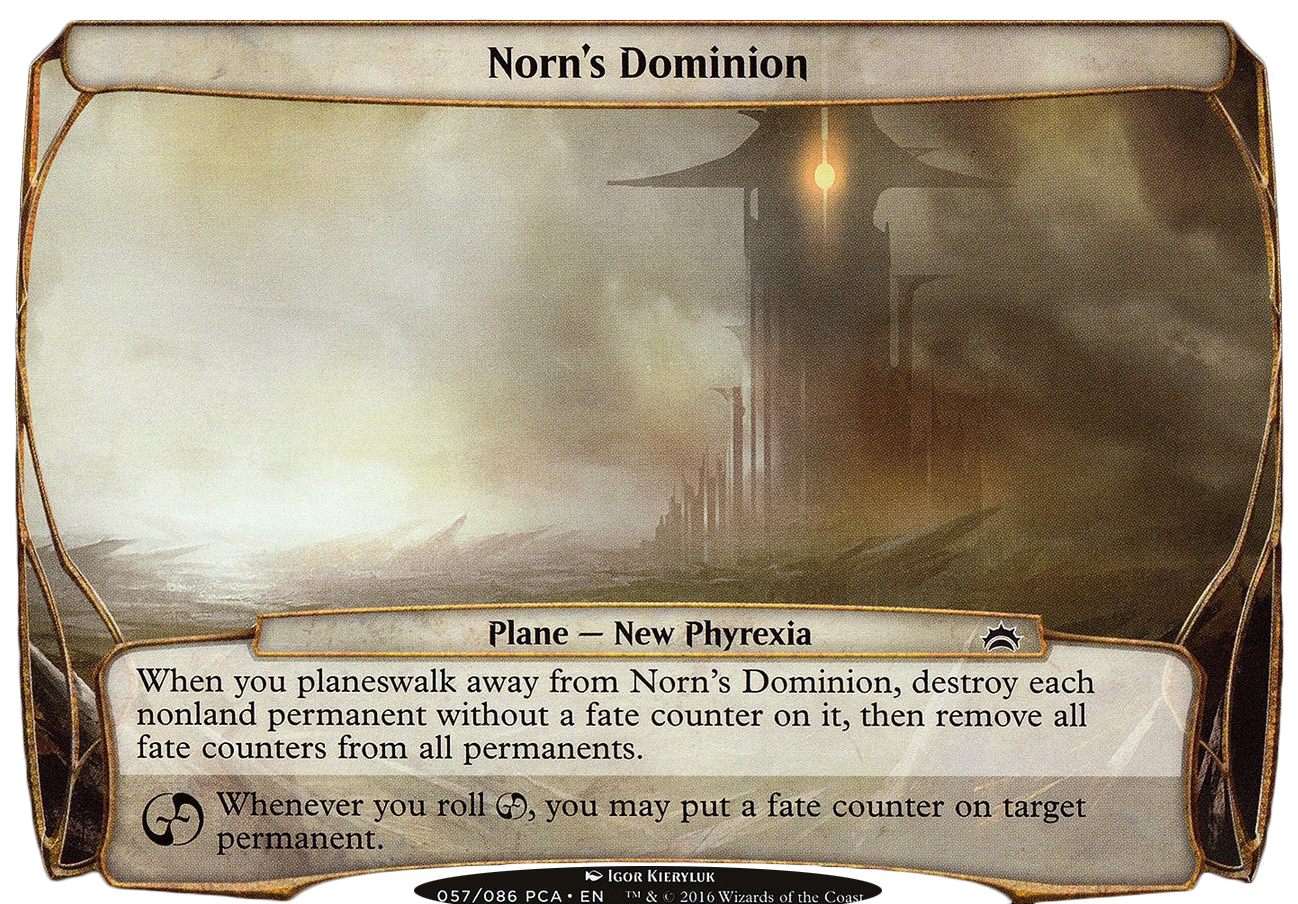 Norn's Dominion
Plane — New Phyrexia
When you planeswalk away from Norn's Dominion, destroy each
nonland permanent without a fate counter on it, then remove all
fate counters from all permanents.
Whenever you roll , you may put a fate counter on target
permanent.
Igor Kieryluk
057/086 PCA • EN ™ & © 2016 Wizards of the Coast